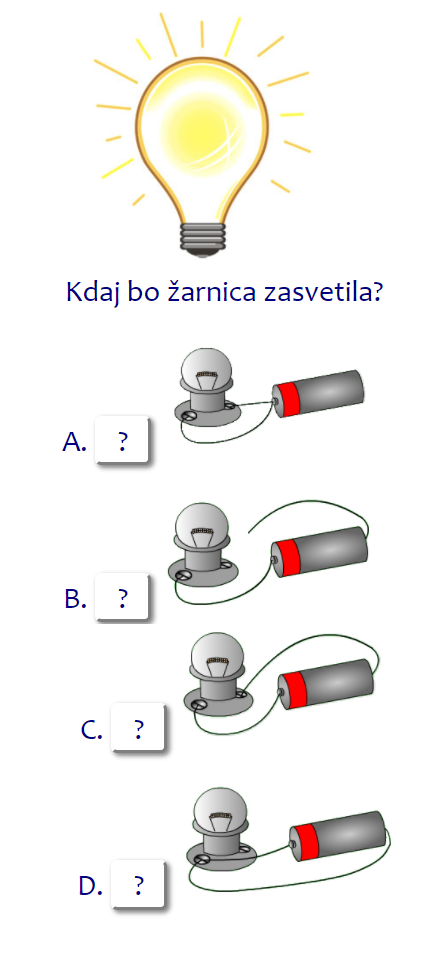 Kdaj bo žarnica zasvetila?
A. ?
B. ?
C. ?
D. ?